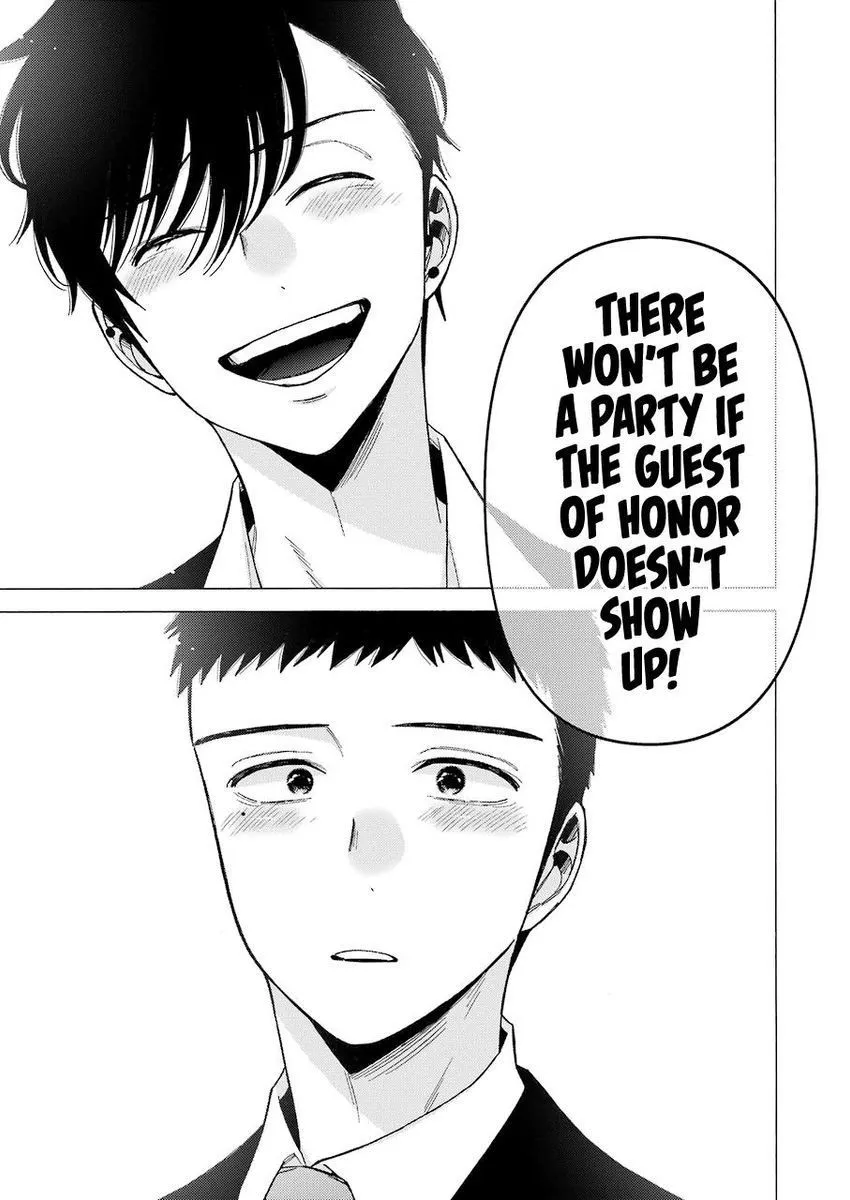 THERE
WON'T BE
A PARTY IF
THE GUEST
OF HONOR
DOESN'T
SHOW
UP!